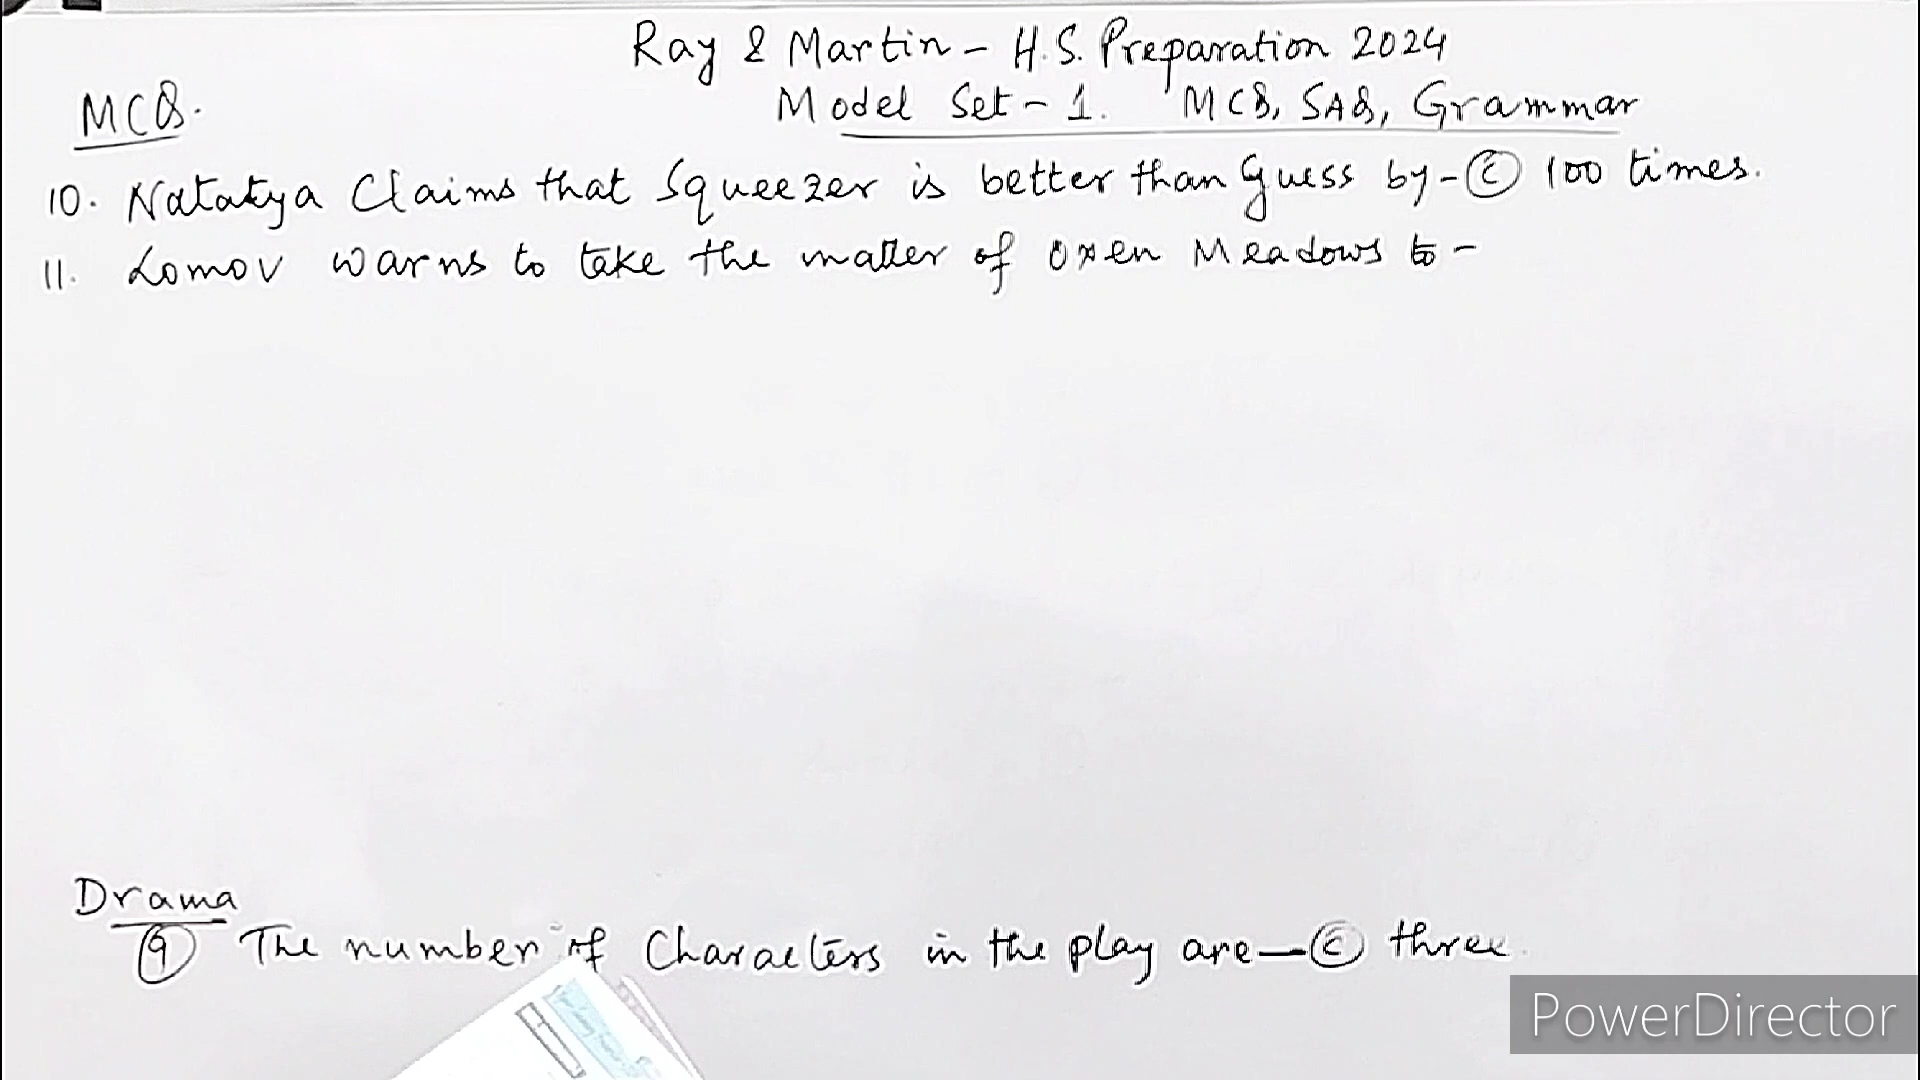 Ray & Martin - H.S. Preparation 2024
MCQ.
Model Set - 1. MCQ, SAQ, Grammar
10. Natalya Claims that Squeezer is better than Guess by - (C) 100 times.
11. Lomov warns to take the matter of Oxen Meadows to -
Drama
(9) The number of Characters in the play are — (C) three.
PowerDirector